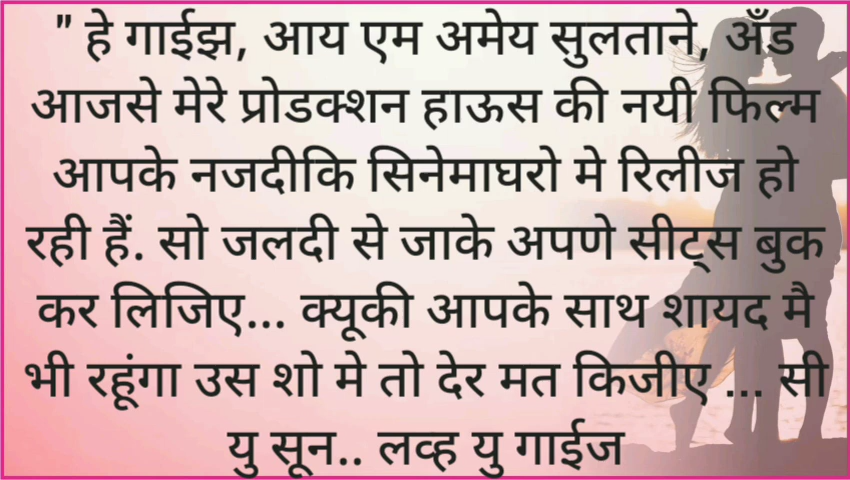 " हे गाईझ, आय एम अमेय सुलताने, अँड
आजसे मेरे प्रोडक्शन हाऊस की नयी फिल्म
आपके नजदीकि सिनेमाघरो मे रिलीज हो
रही हैं. सो जलदी से जाके अपणे सीट्स बुक
कर लिजिए... क्यूकी आपके साथ शायद मै
भी रहूंगा उस शो मे तो देर मत किजीए ... सी
यु सून.. लव्ह यु गाईज